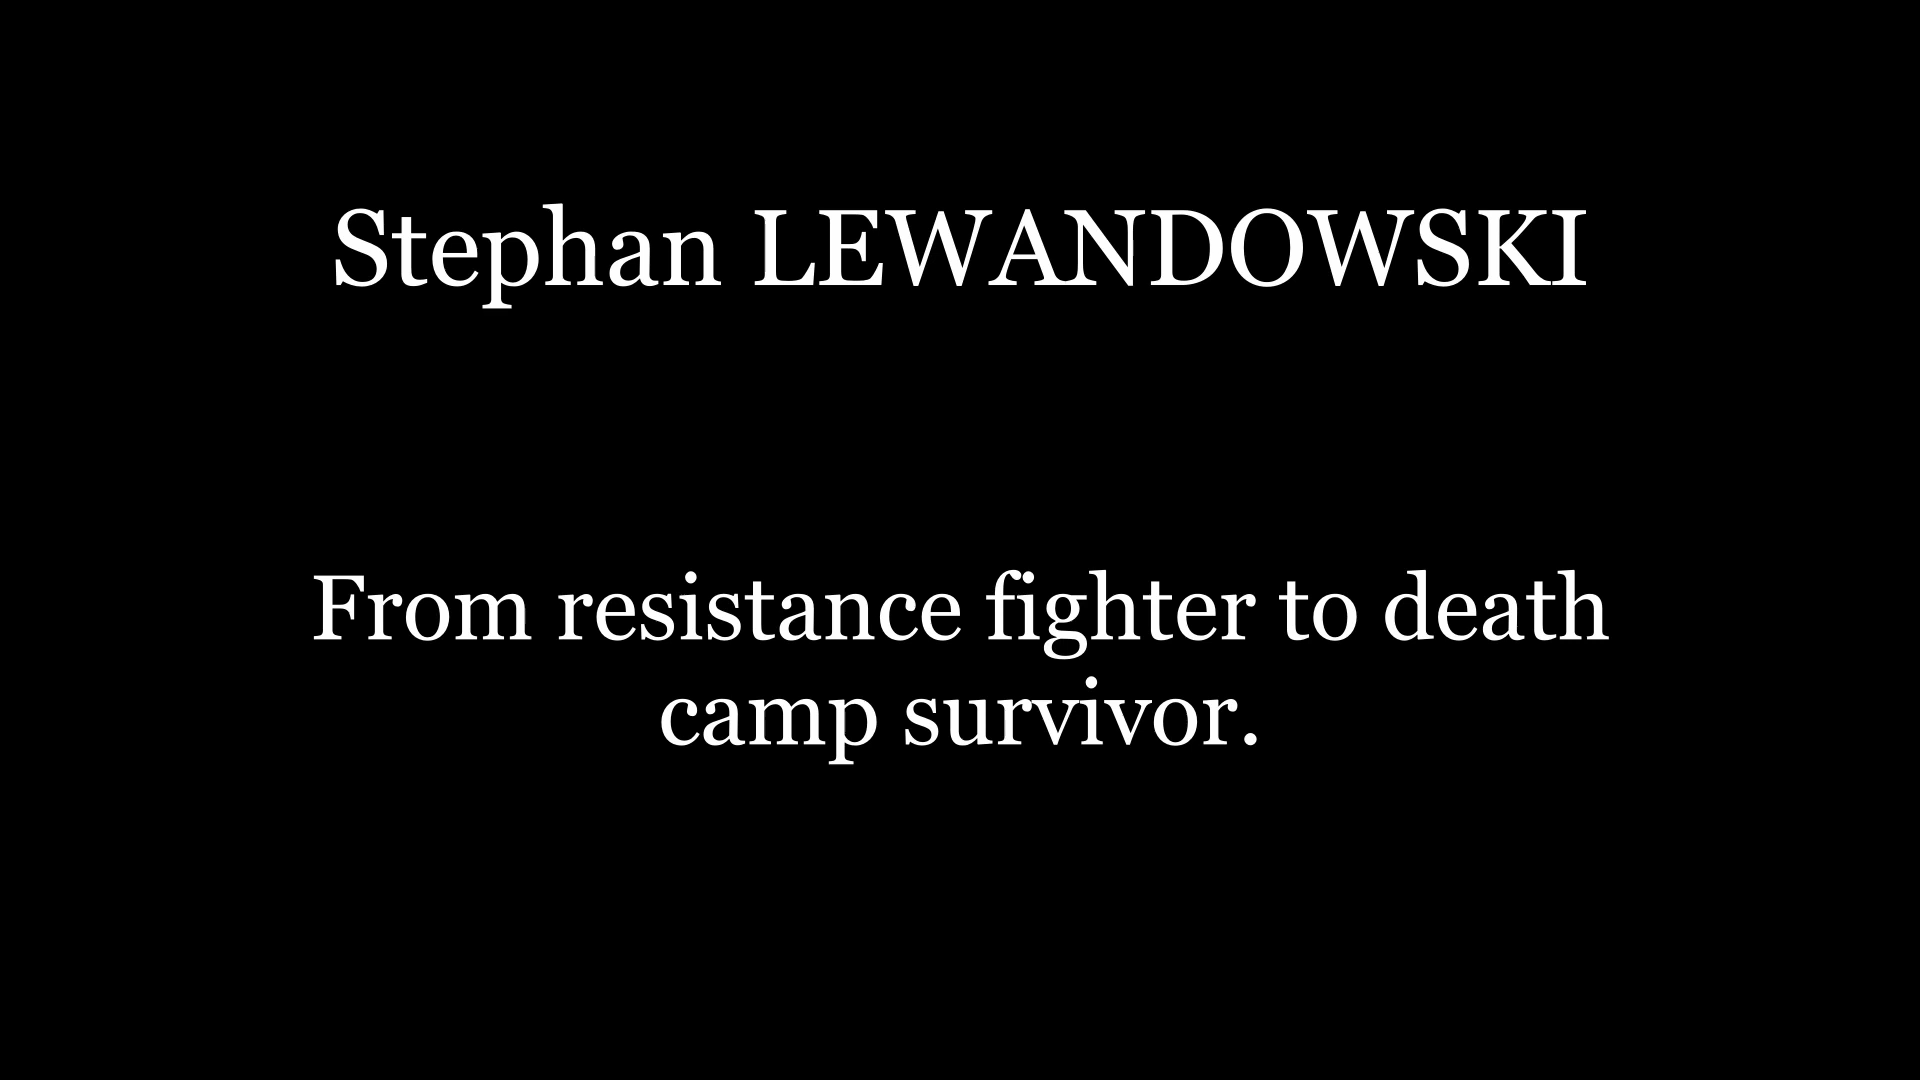 Stephan LEWANDOWSKI
From resistance fighter to death
camp survivor.